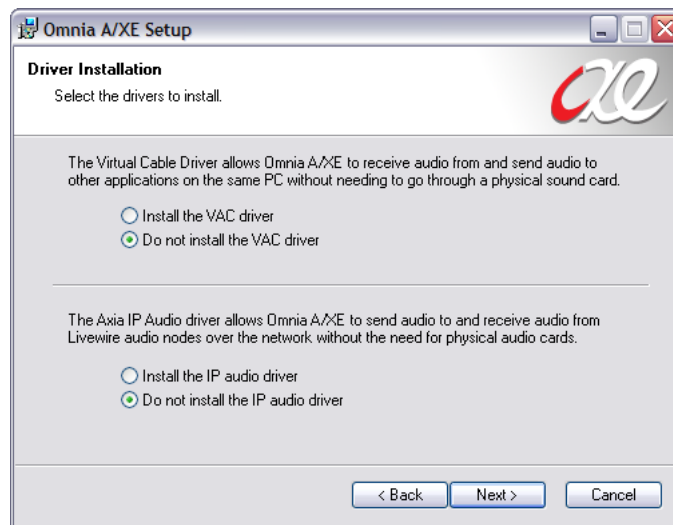 Omnia A/XE Setup
Driver Installation
Select the drivers to install.
axe
The Virtual Cable Driver allows Omnia A/XE to receive audio from and send audio to
other applications on the same PC without needing to go through a physical sound card.
Install the VAC driver
Do not install the VAC driver
The Axia IP Audio driver allows Omnia A/XE to send audio to and receive audio from
Livewire audio nodes over the network without the need for physical audio cards.
Install the IP audio driver
Do not install the IP audio driver
< Back
Next >
Cancel